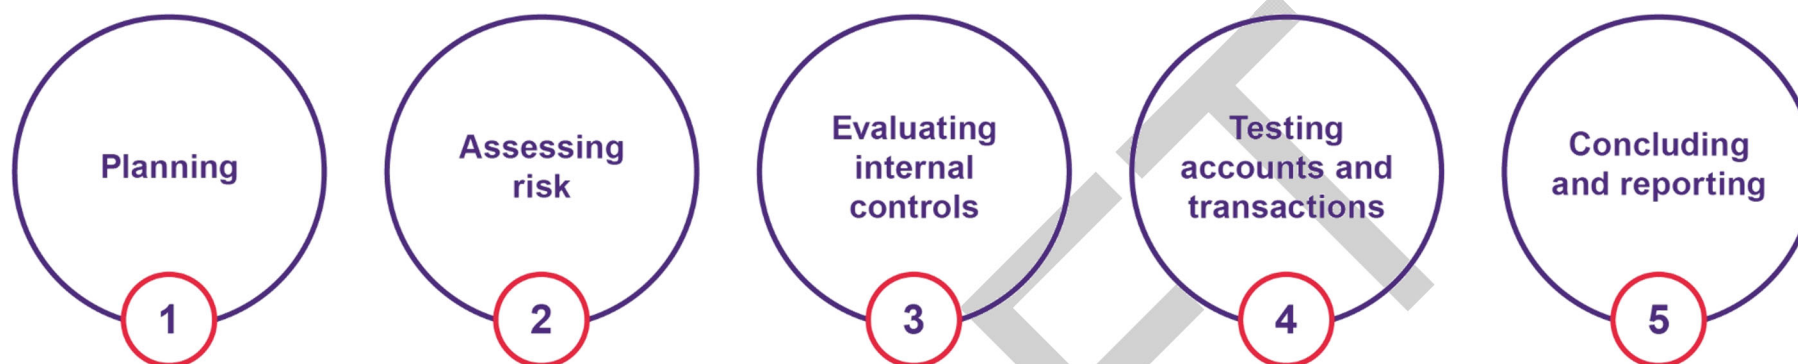 Planning
1
Assessing
risk
2
Evaluating
internal
controls
3
Testing
accounts and
transactions
4
Concluding
and reporting
5